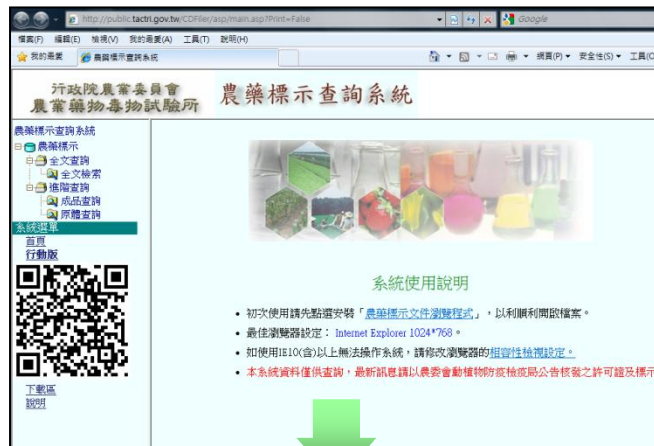 http://public.tactri.gov.tw/CDFiler/asp/main.asp?Print=False
Google
檔案(F) 編輯(E) 檢視(V) 我的最愛(A) 工具(T) 說明(H)
我的最愛 農藥標示查詢系統 網頁(P) 安全性(S) 工具(O
行政院農業委員會
農業藥物毒物試驗所
農藥標示查詢系統
農藥標示查詢系統
農藥標示
全文查詢
全文檢索
進階查詢
成品查詢
原體查詢
系統選單
首頁
行動版
下載區
說明
系統使用說明
• 初次使用請先點選安裝「農藥標示文件瀏覽程式」,以利順利開啟檔案。
• 最佳瀏覽器設定: Internet Explorer 1024*768。
• 如使用IE10(含)以上無法操作系統,請修改瀏覽器的相容性檢視設定。
• 本系統資料僅供查詢,最新訊息請以農委會動植物防疫檢疫局公告核發之許可證及標示